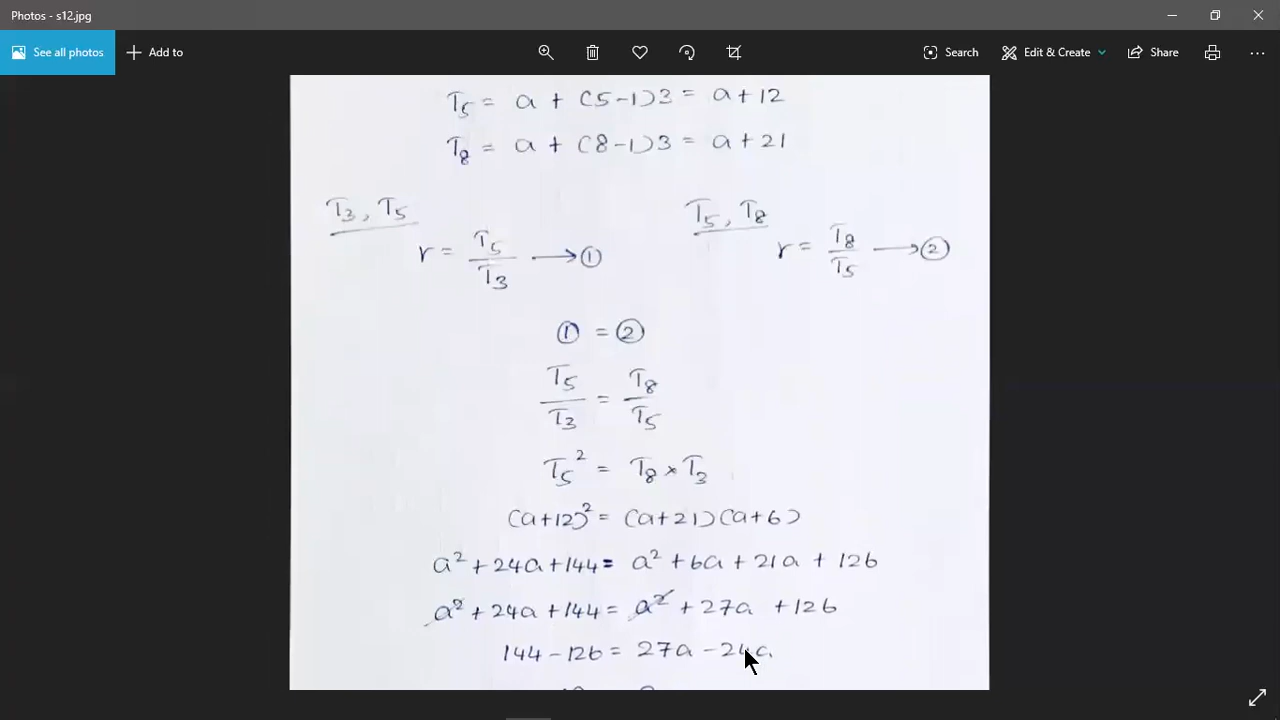 Photos - s12.jpg
See all photos
Add to
Search
Edit & Create
Share
T₅ = a + (5-1)3 = a+12
T₈ = a + (8-1)3 = a+21
T₃, T₅
T₅, T₈
r = T₅/T₃ → ①
r = T₈/T₅ → ②
① = ②
T₅/T₃ = T₈/T₅
T₅² = T₈ × T₃
(a+12)² = (a+21)(a+6)
a² + 24a + 144 = a² + 6a + 21a + 126
a² + 24a + 144 = a² + 27a + 126
144 - 126 = 27a - 24a